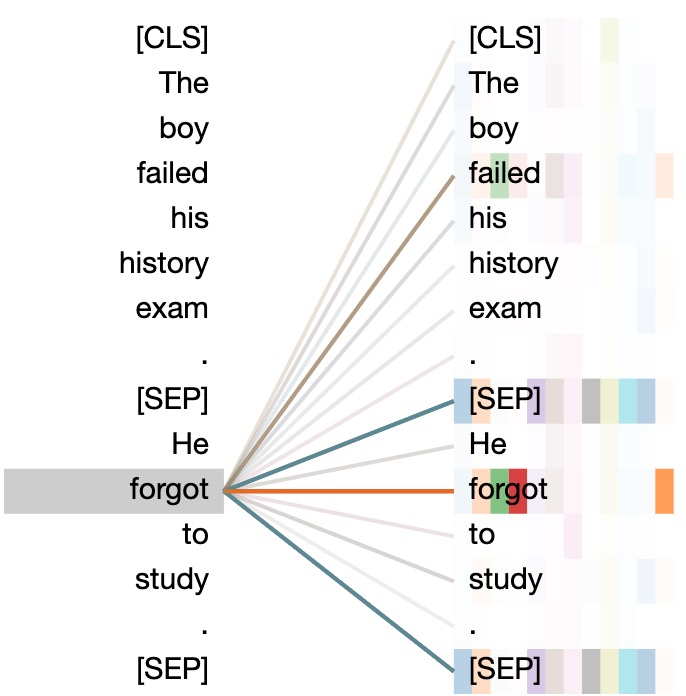 [CLS] [CLS]
The The
boy boy
failed failed
his his
history history
exam exam
. .
[SEP] [SEP]
He He
forgot forgot
to to
study study
. .
[SEP] [SEP]